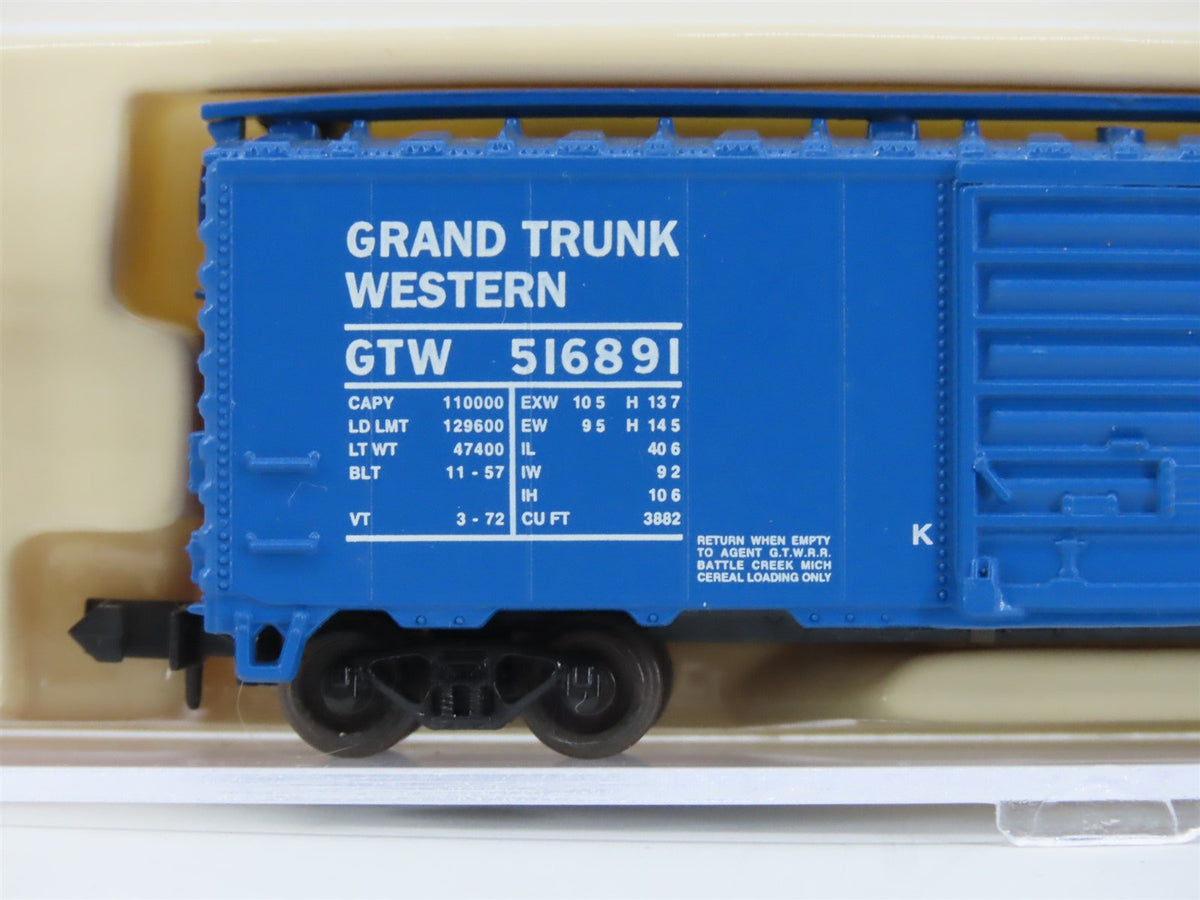 GRAND TRUNK
WESTERN
GTW 516891
CAPY 110000 EXW 10 5 H 13 7
LD LMT 129600 EW 9 5 H 14 5
LT WT 47400 IL 40 6
BLT 11 - 57 IW 9 2
IH 10 6
VT 3 - 72 CU FT 3882
RETURN WHEN EMPTY
TO AGENT G.T.W.R.R.
BATTLE CREEK MICH
CEREAL LOADING ONLY
K